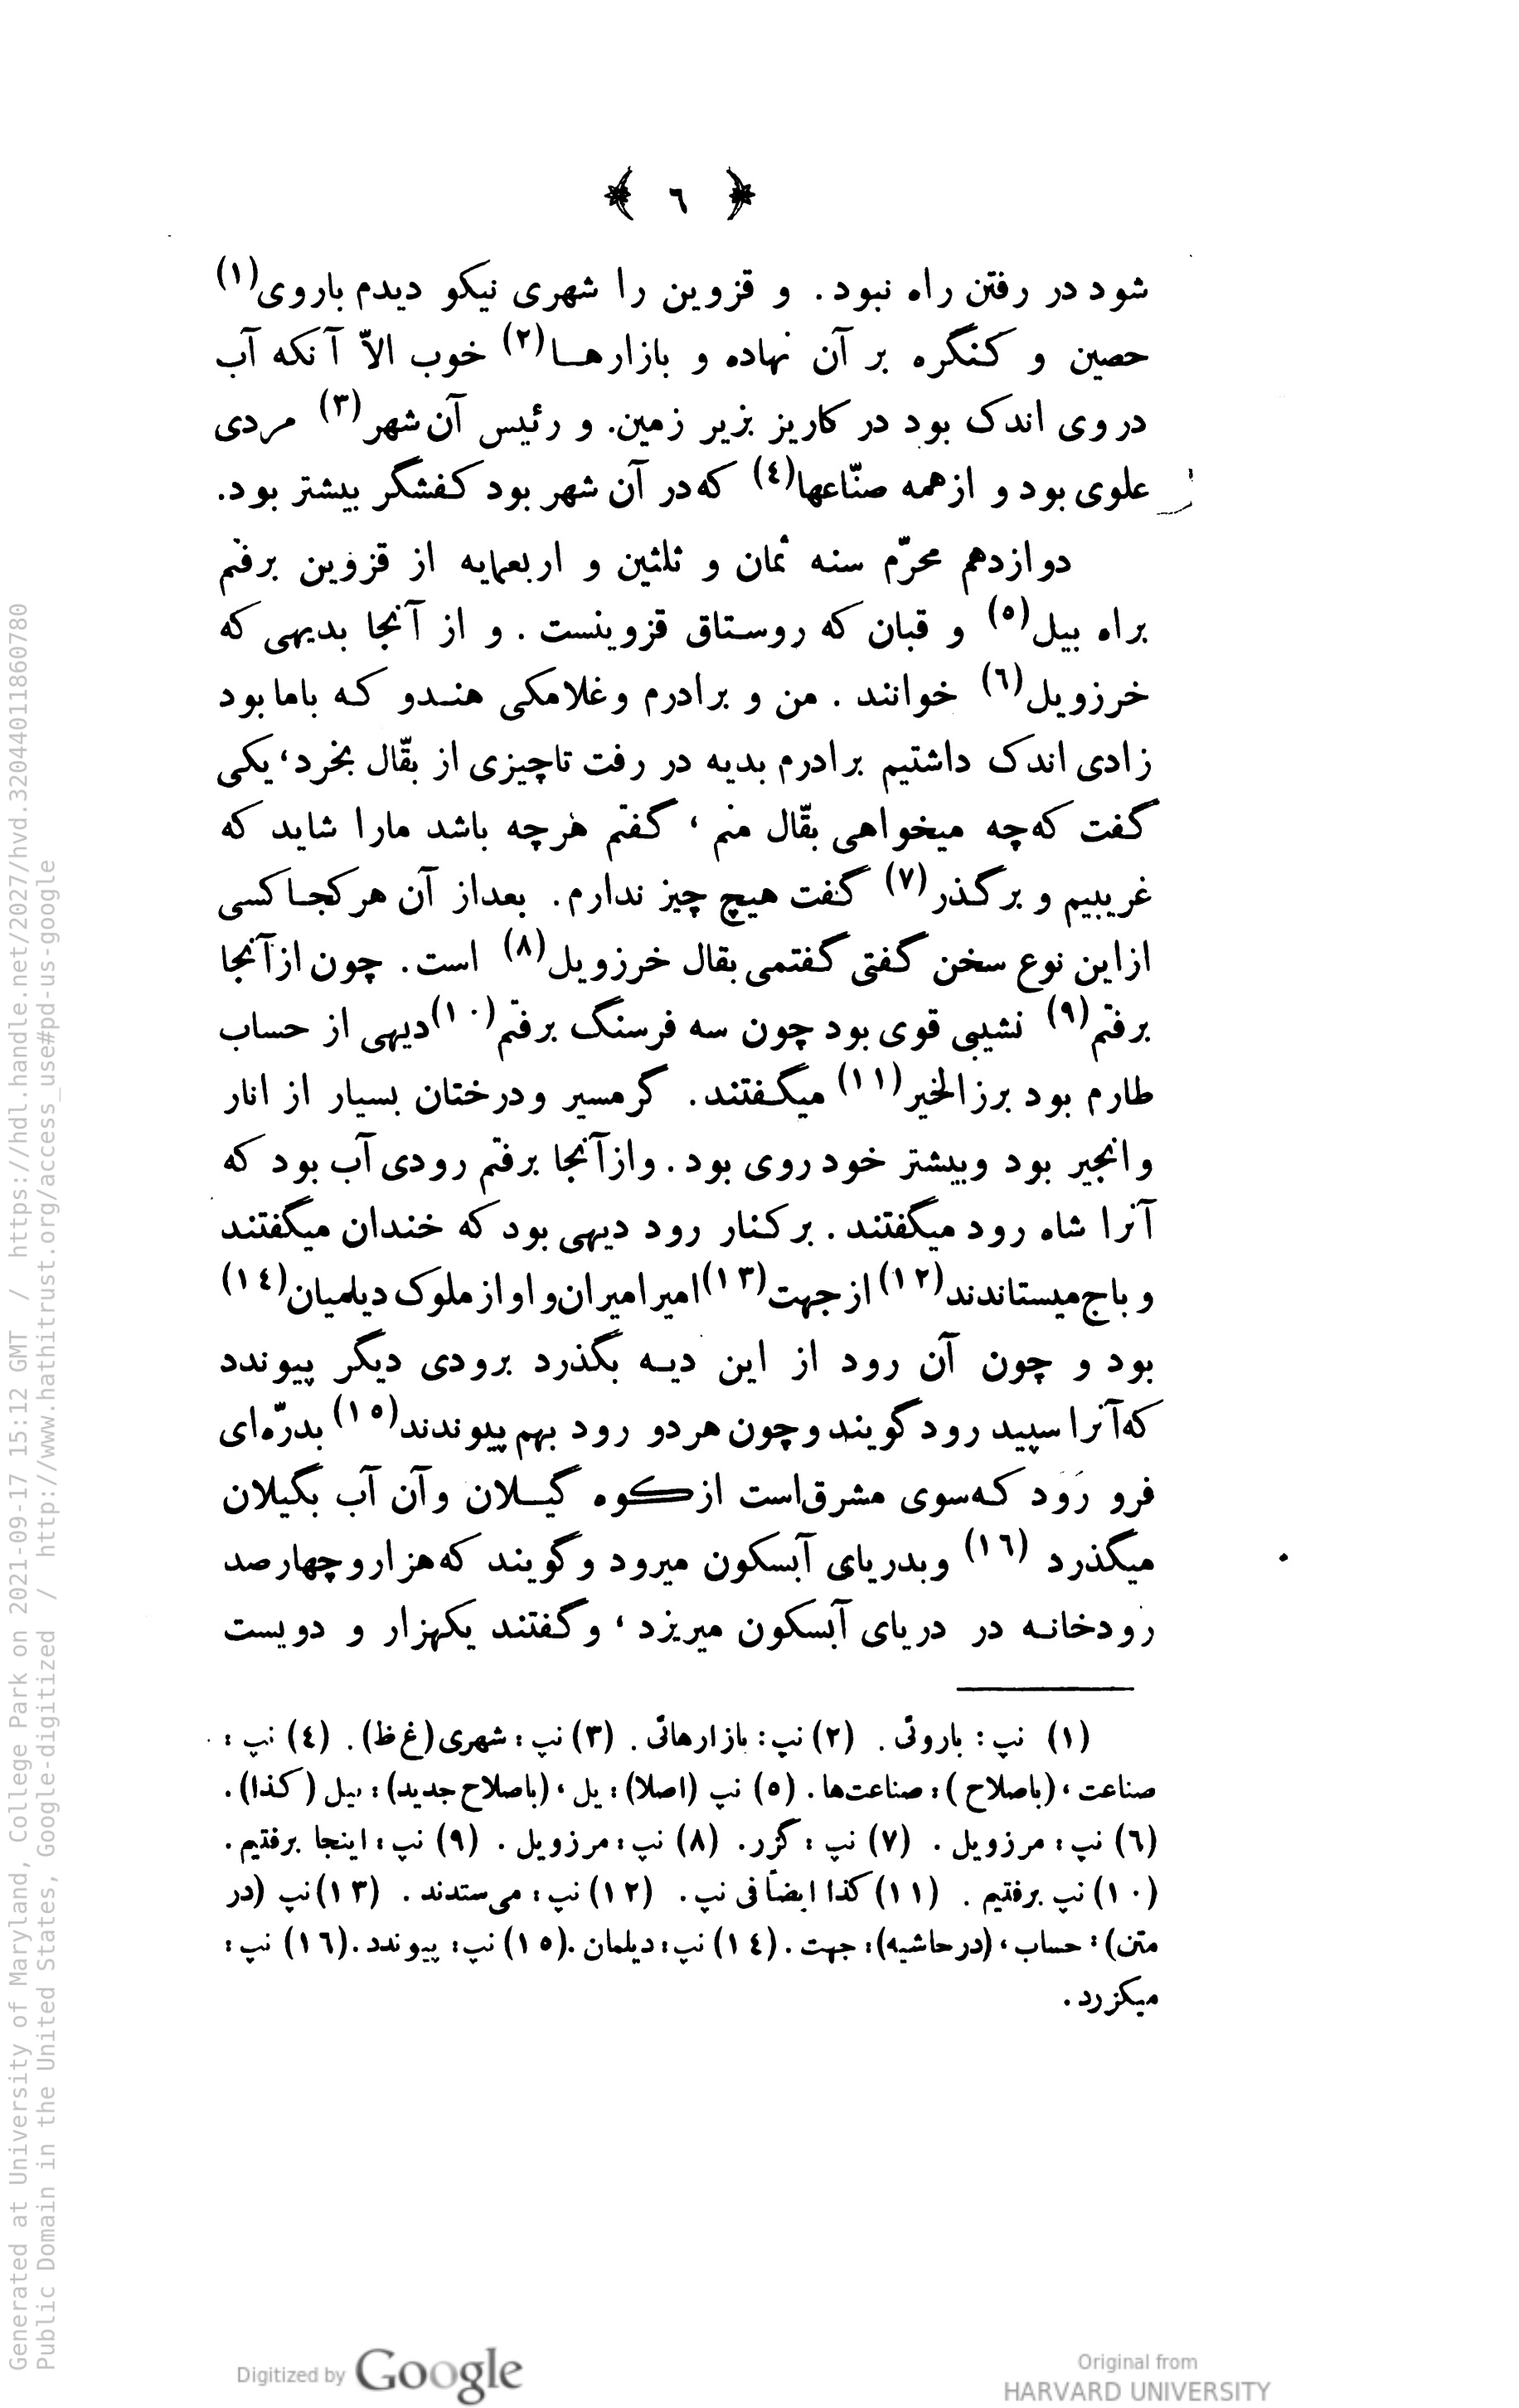 ﴿ ٦ ﴾
شود در رفتن راه نبود . و قزوین را شهری نیکو دیدم باروی(١)
حصین و کنگره بر آن نهاده و بازارهـا(٢) خوب الاّ آنکه آب
دروی اندک بود در کاریز بزیر زمین. و رئیس آن شهر(٣) مردی
علوی بود و ازهمه صنّاعها(٤) که در آن شهر بود کفشگر بیشتر بود.
دوازدهم محرّم سنه ثمان و ثلثین و اربعمایه از قزوین برفتم
براه بیل(٥) و قبان که روستاق قزوینست . و از آنجا بدیهی که
خرزویل(٦) خوانند . من و برادرم وغلامکی هندو که باما بود
زادی اندک داشتیم برادرم بدیه در رفت تاچیزی از بقّال بخرد، یکی
گفت که چه میخواهی بقّال منم ، گفتم هرچه باشد مارا شاید که
غریبیم و برگذر(٧) گفت هیچ چیز ندارم. بعداز آن هرکجاکسی
ازاین نوع سخن گفتی گفتمی بقال خرزویل(٨) است. چون ازآنجا
برفتم(٩) نشیبی قوی بود چون سه فرسنگ برفتم(١٠)دیهی از حساب
طارم بود برزالخیر(١١) میگفتند. گرمسیر ودرختان بسیار از انار
وانجیر بود وبیشتر خودروی بود. وازآنجا برفتم رودی آب بود که
آنرا شاه رود میگفتند . برکنار رود دیهی بود که خندان میگفتند
و باج میستاندند(١٢) ازجهت(١٣)امیرامیران و او از ملوک دیلمیان(١٤)
بود و چون آن رود از این دیه بگذرد برودی دیگر پیوندد
که آنرا سپید رود گویند وچون هردو رود بهم پیوندند(١٥) بدرّه‌ای
فرو رَود که سوی مشرق است ازکوه گیلان وآن آب بگیلان
میگذرد (١٦) وبدریای آبسکون میرود وگویند که هزاروچهارصد
رودخانه در دریای آبسکون میریزد ، وگفتند یکهزار و دویست
(١) نپ : باروئی . (٢) نپ : بازارهائی . (٣) نپ : شهری (غ ظ) . (٤) نپ :
صناعت ، (باصلاح) : صناعت‌ها . (٥) نپ (اصلا) : یل ، (باصلاح جدید) : بیل (کذا) .
(٦) نپ : مرزویل . (٧) نپ : گزر. (٨) نپ : مرزویل . (٩) نپ : اینجا برفتیم .
(١٠) نپ برفتیم . (١١) کذا ایضاً فی نپ . (١٢) نپ : می‌ستدند . (١٣) نپ (در
متن) : حساب ، (درحاشیه) : جهت . (١٤) نپ : دیلمان .(١٥) نپ : پیوندد .(١٦) نپ :
میکزرد .
Generated at University of Maryland, College Park on 2021-09-17 15:12 GMT / https://hdl.handle.net/2027/hvd.32044011860780
Public Domain in the United States, Google-digitized / http://www.hathitrust.org/access_use#pd-us-google
Digitized by Google
Original from
HARVARD UNIVERSITY